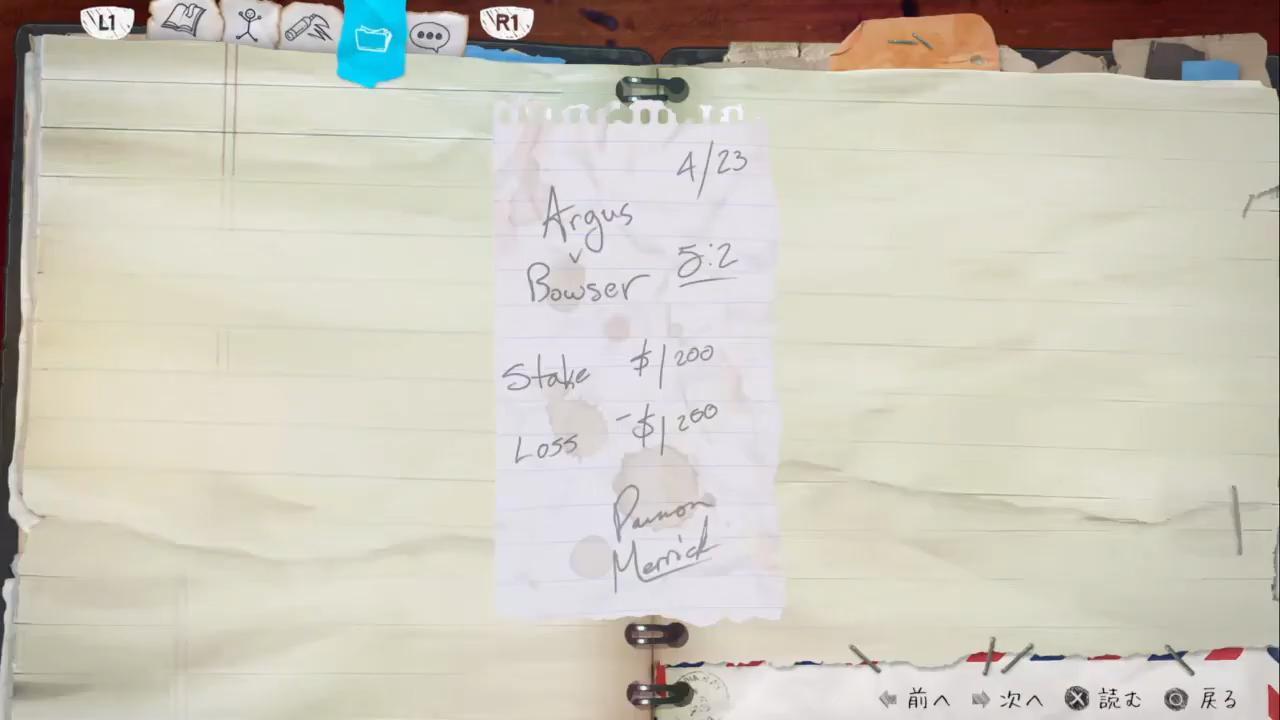 L1
R1
4/23
Argus
v
Bowser 5:2
Stake $1200
Loss -$1200
Damon
Merrick
前へ 次へ 読む 戻る